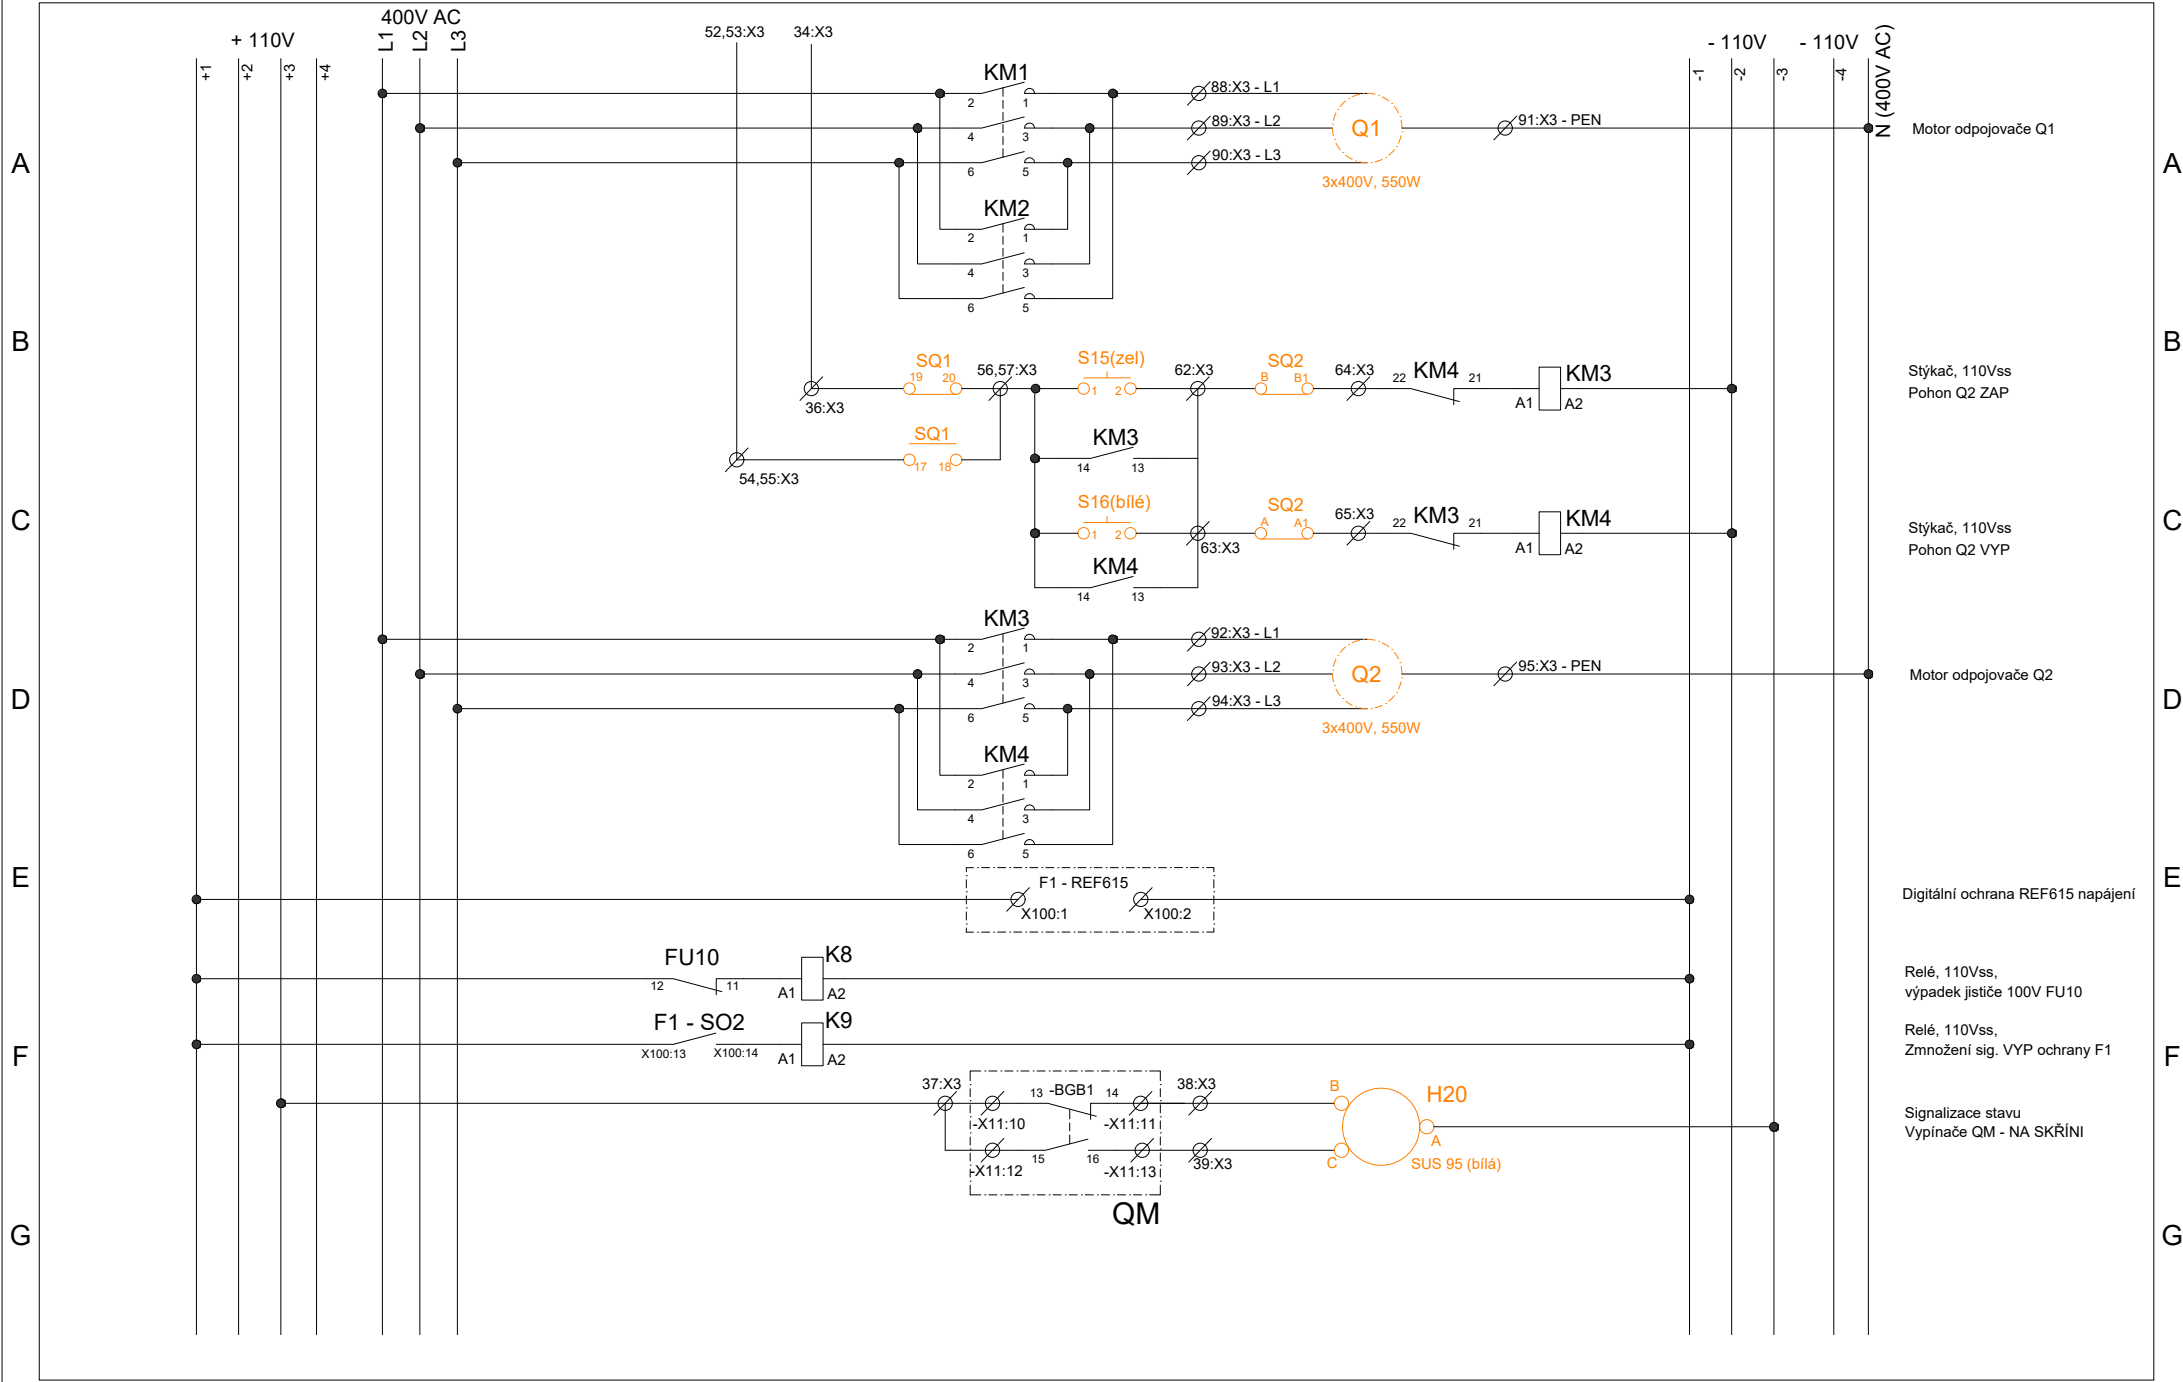 400V AC
+ 110V
L1
L2
L3
+1
+2
+3
+4
52,53:X3
34:X3
- 110V
- 110V
-1
-2
-3
-4
N (400V AC)
KM1
2
1
4
3
6
5
88:X3 - L1
89:X3 - L2
90:X3 - L3
Q1
3x400V, 550W
91:X3 - PEN
Motor odpojovače Q1
A
A
KM2
2
1
4
3
6
5
B
B
36:X3
SQ1
19
20
56,57:X3
S15(zel)
1
2
62:X3
SQ2
B
B1
64:X3
22
KM4
21
A1
KM3
A2
Stýkač, 110Vss
Pohon Q2 ZAP
54,55:X3
SQ1
17
18
KM3
14
13
C
C
S16(bílé)
1
2
63:X3
SQ2
A
A1
65:X3
22
KM3
21
A1
KM4
A2
Stýkač, 110Vss
Pohon Q2 VYP
KM4
14
13
KM3
2
1
4
3
6
5
92:X3 - L1
93:X3 - L2
94:X3 - L3
Q2
3x400V, 550W
95:X3 - PEN
Motor odpojovače Q2
D
D
KM4
2
1
4
3
6
5
E
E
F1 - REF615
X100:1
X100:2
Digitální ochrana REF615 napájení
FU10
12
11
K8
A1
A2
Relé, 110Vss,
výpadek jističe 100V FU10
F1 - SO2
X100:13
X100:14
K9
A1
A2
Relé, 110Vss,
Zmnožení sig. VYP ochrany F1
F
F
37:X3
-X11:10
13
-BGB1
14
-X11:11
38:X3
-X11:12
15
16
-X11:13
39:X3
QM
B
C
A
H20
SUS 95 (bílá)
Signalizace stavu
Vypínače QM - NA SKŘÍNI
G
G